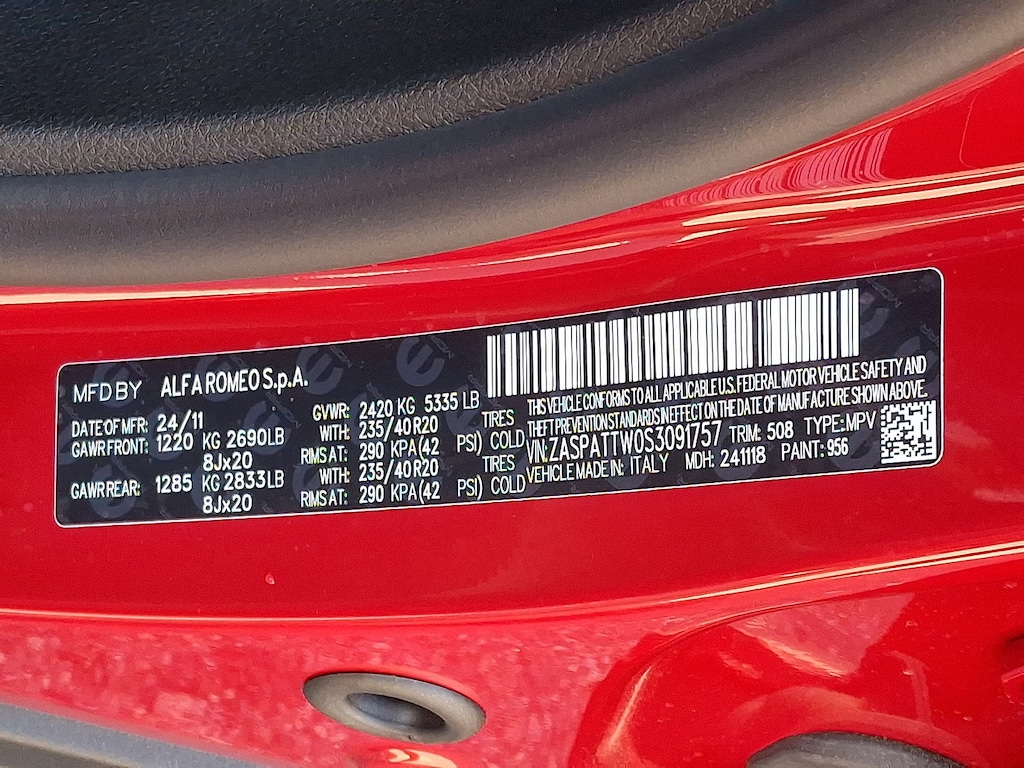 MFD BY ALFA ROMEO S.p.A.
DATE OF MFR: 24/11 GVWR: 2420 KG 5335 LB
GAWR FRONT: 1220 KG 2690LB WITH: 235/40 R20 TIRES
8Jx20 RIMS AT: 290 KPA(42 PSI) COLD
GAWR REAR: 1285 KG 2833LB WITH: 235/40 R20 TIRES
8Jx20 RIMS AT: 290 KPA(42 PSI) COLD
THIS VEHICLE CONFORMS TO ALL APPLICABLE U.S. FEDERAL MOTOR VEHICLE SAFETY AND
THEFT PREVENTION STANDARDS IN EFFECT ON THE DATE OF MANUFACTURE SHOWN ABOVE.
VIN:ZASPATTW0S3091757 TRIM: 508 TYPE:MPV
VEHICLE MADE IN: ITALY MDH: 241118 PAINT: 956